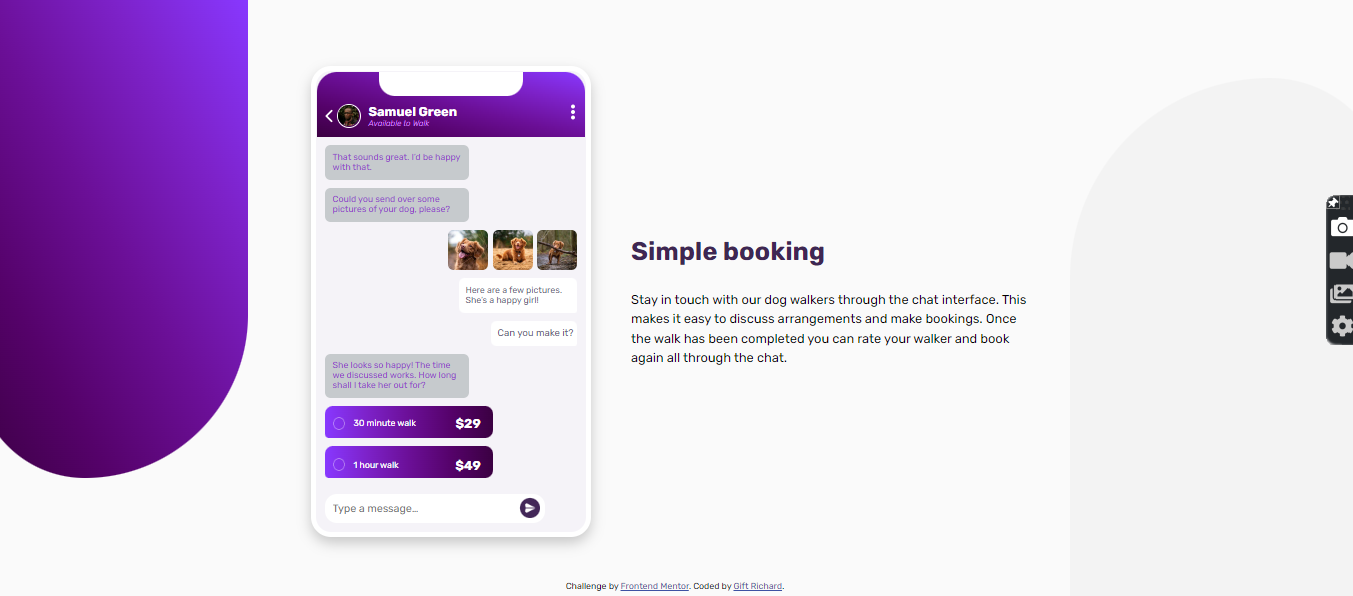 Samuel Green
Available to Walk
That sounds great. I'd be happy
with that.
Could you send over some
pictures of your dog, please?
Here are a few pictures.
She's a happy girl!
Can you make it?
She looks so happy! The time
we discussed works. How long
shall I take her out for?
30 minute walk $29
1 hour walk $49
Type a message…
Simple booking
Stay in touch with our dog walkers through the chat interface. This
makes it easy to discuss arrangements and make bookings. Once
the walk has been completed you can rate your walker and book
again all through the chat.
Challenge by Frontend Mentor. Coded by Gift Richard.